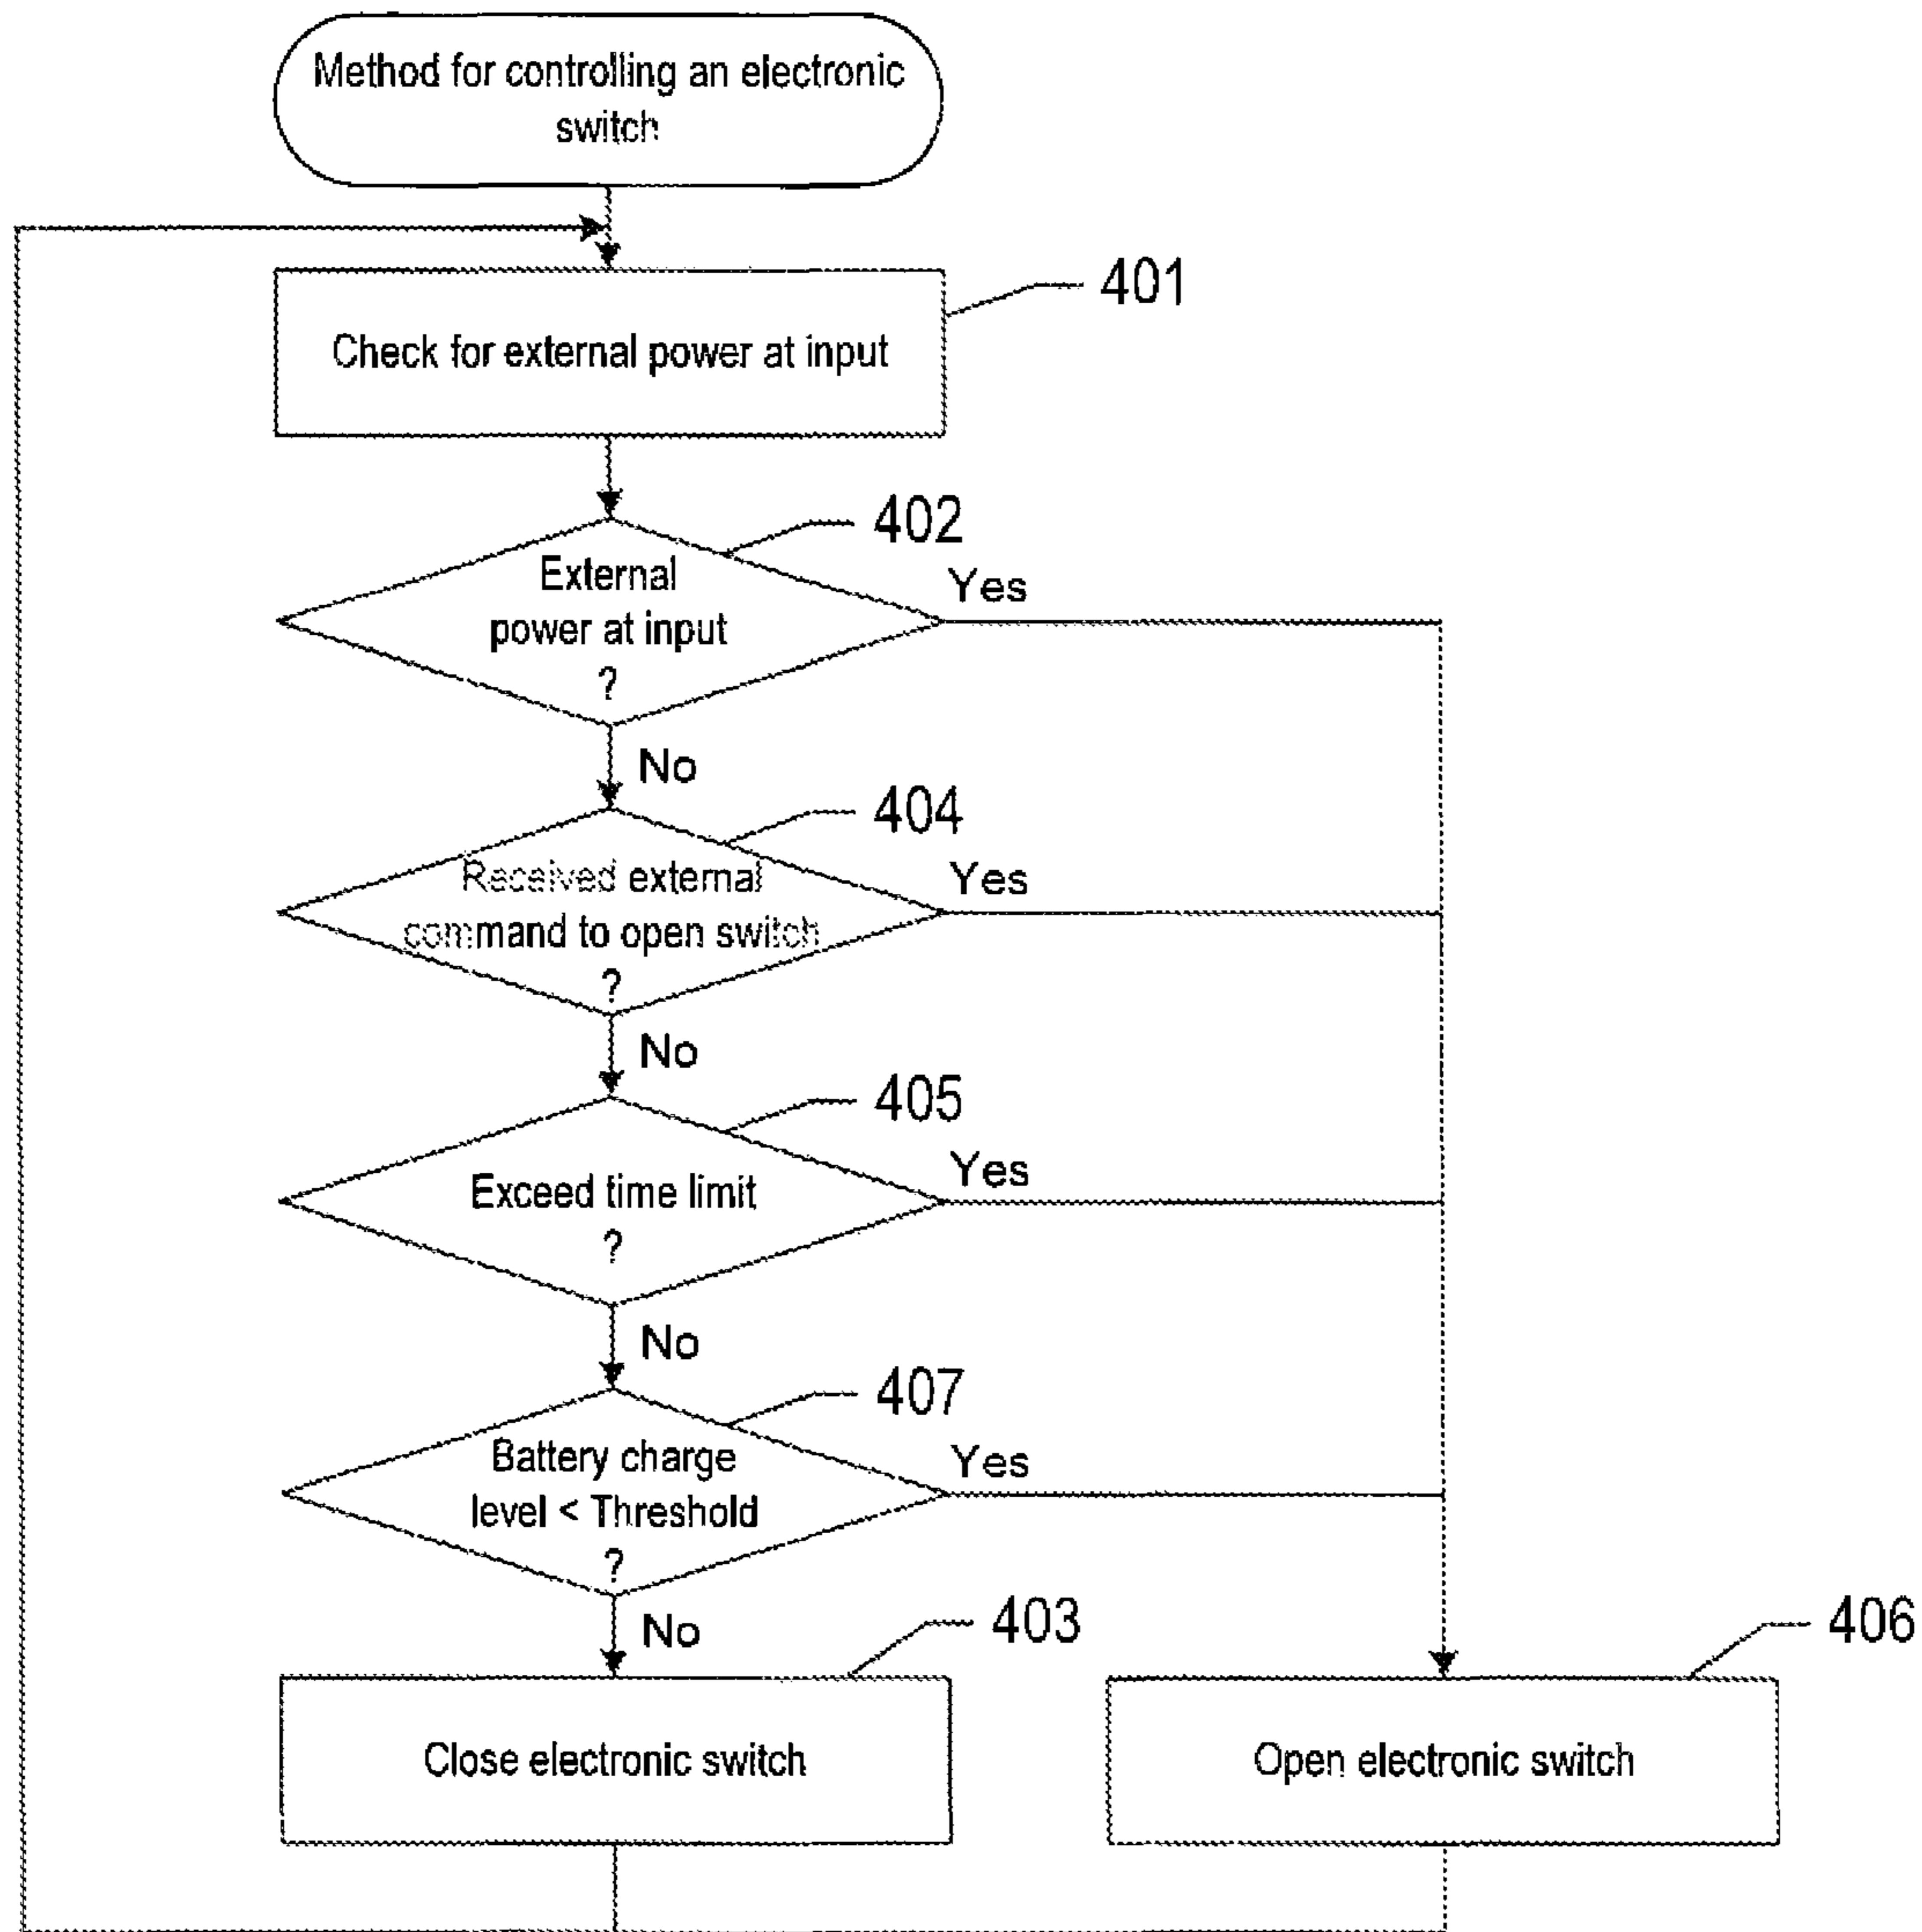 Method for controlling an electronic
switch
401
Check for external power at input
402
External
power at input
?
Yes
No
404
Received external
command to open switch
?
Yes
No
405
Exceed time limit
?
Yes
No
407
Battery charge
level < Threshold
?
Yes
No
403
Close electronic switch
406
Open electronic switch